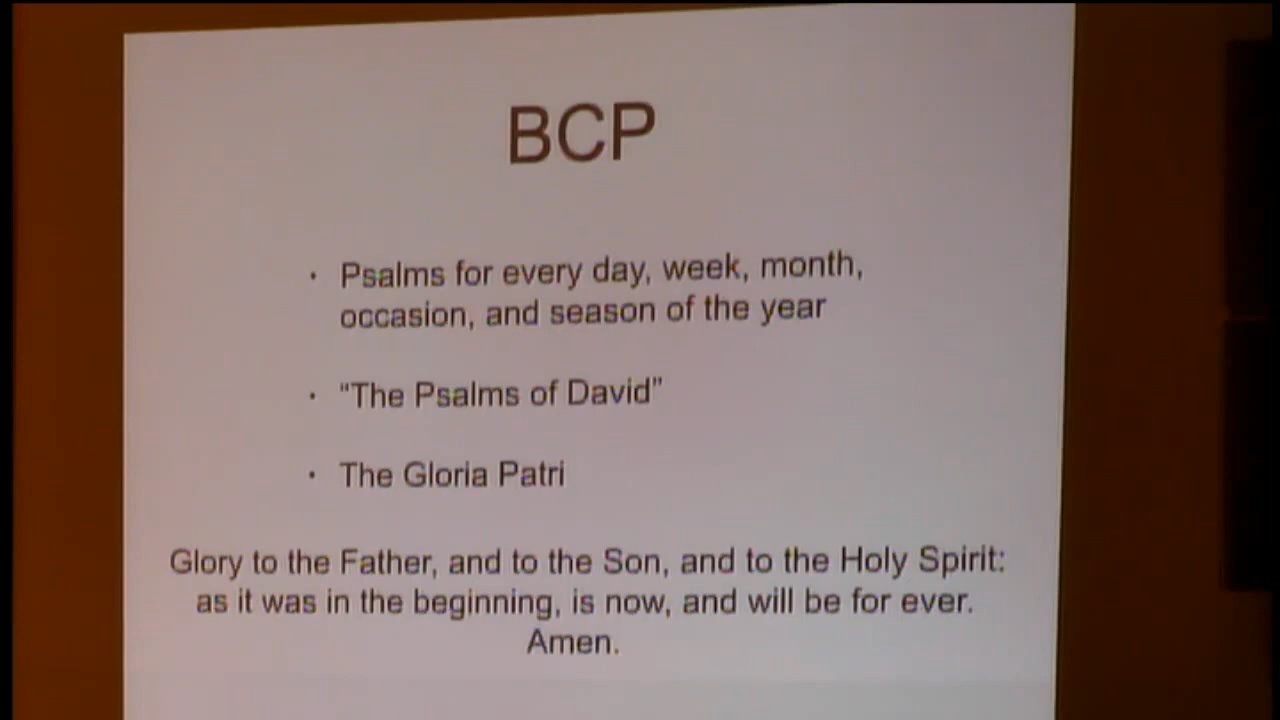 BCP
· Psalms for every day, week, month,
occasion, and season of the year
· “The Psalms of David”
· The Gloria Patri
Glory to the Father, and to the Son, and to the Holy Spirit:
as it was in the beginning, is now, and will be for ever.
Amen.